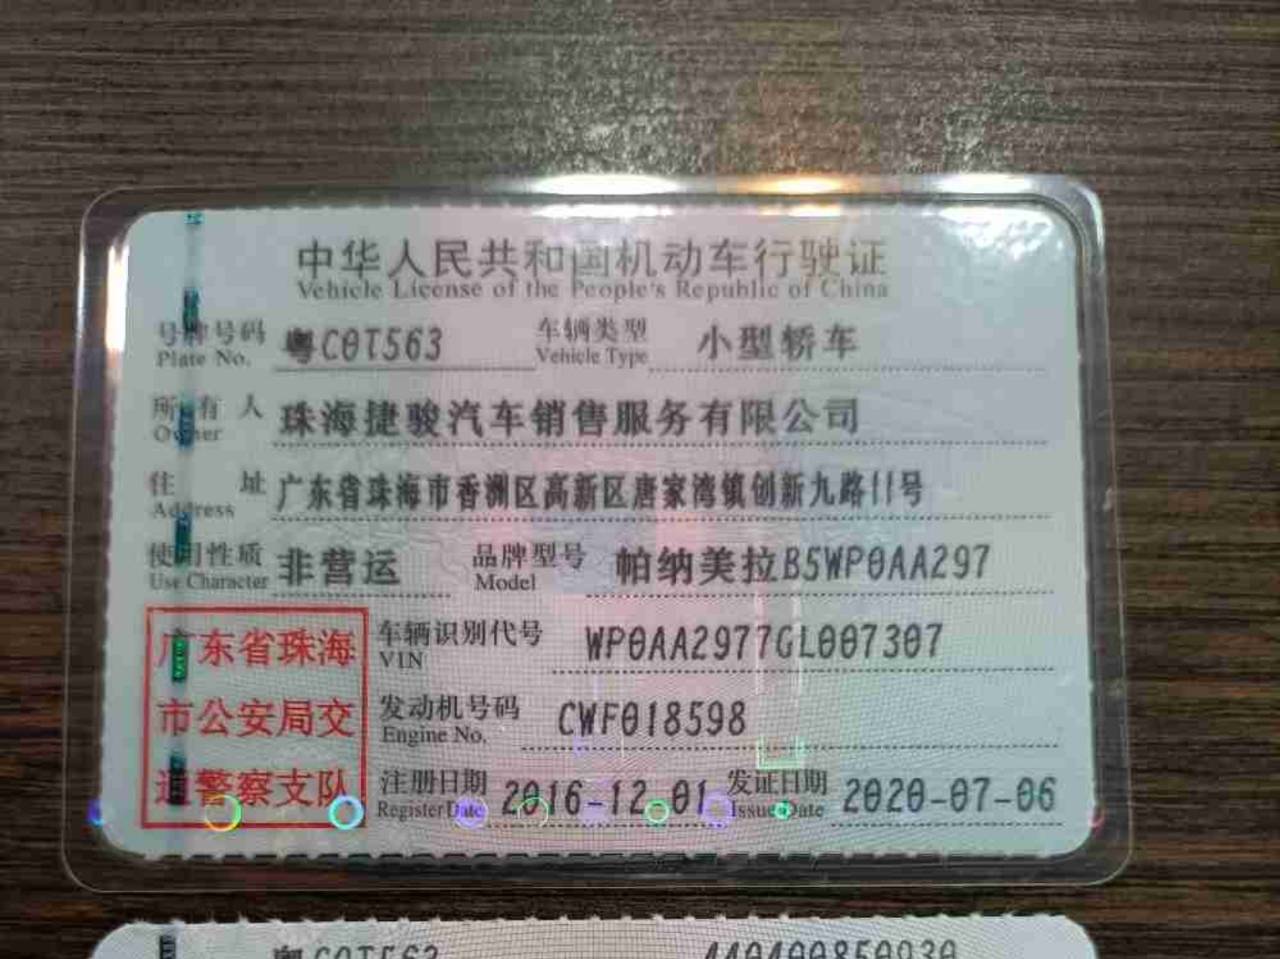 中华人民共和国机动车行驶证
Vehicle License of the People's Republic of China
号牌号码 粤C0T563 车辆类型 小型轿车
Plate No. Vehicle Type
所有人 珠海捷骏汽车销售服务有限公司
Owner
住址 广东省珠海市香洲区高新区唐家湾镇创新九路11号
Address
使用性质 非营运 品牌型号 帕纳美拉B5WP0AA297
Use Character Model
广东省珠海
市公安局交
通警察支队
车辆识别代号 WP0AA2977GL007307
VIN
发动机号码 CWF018598
Engine No.
注册日期 2016-12-01 发证日期 2020-07-06
Register Date Issue Date
粤C0T563 440400850930